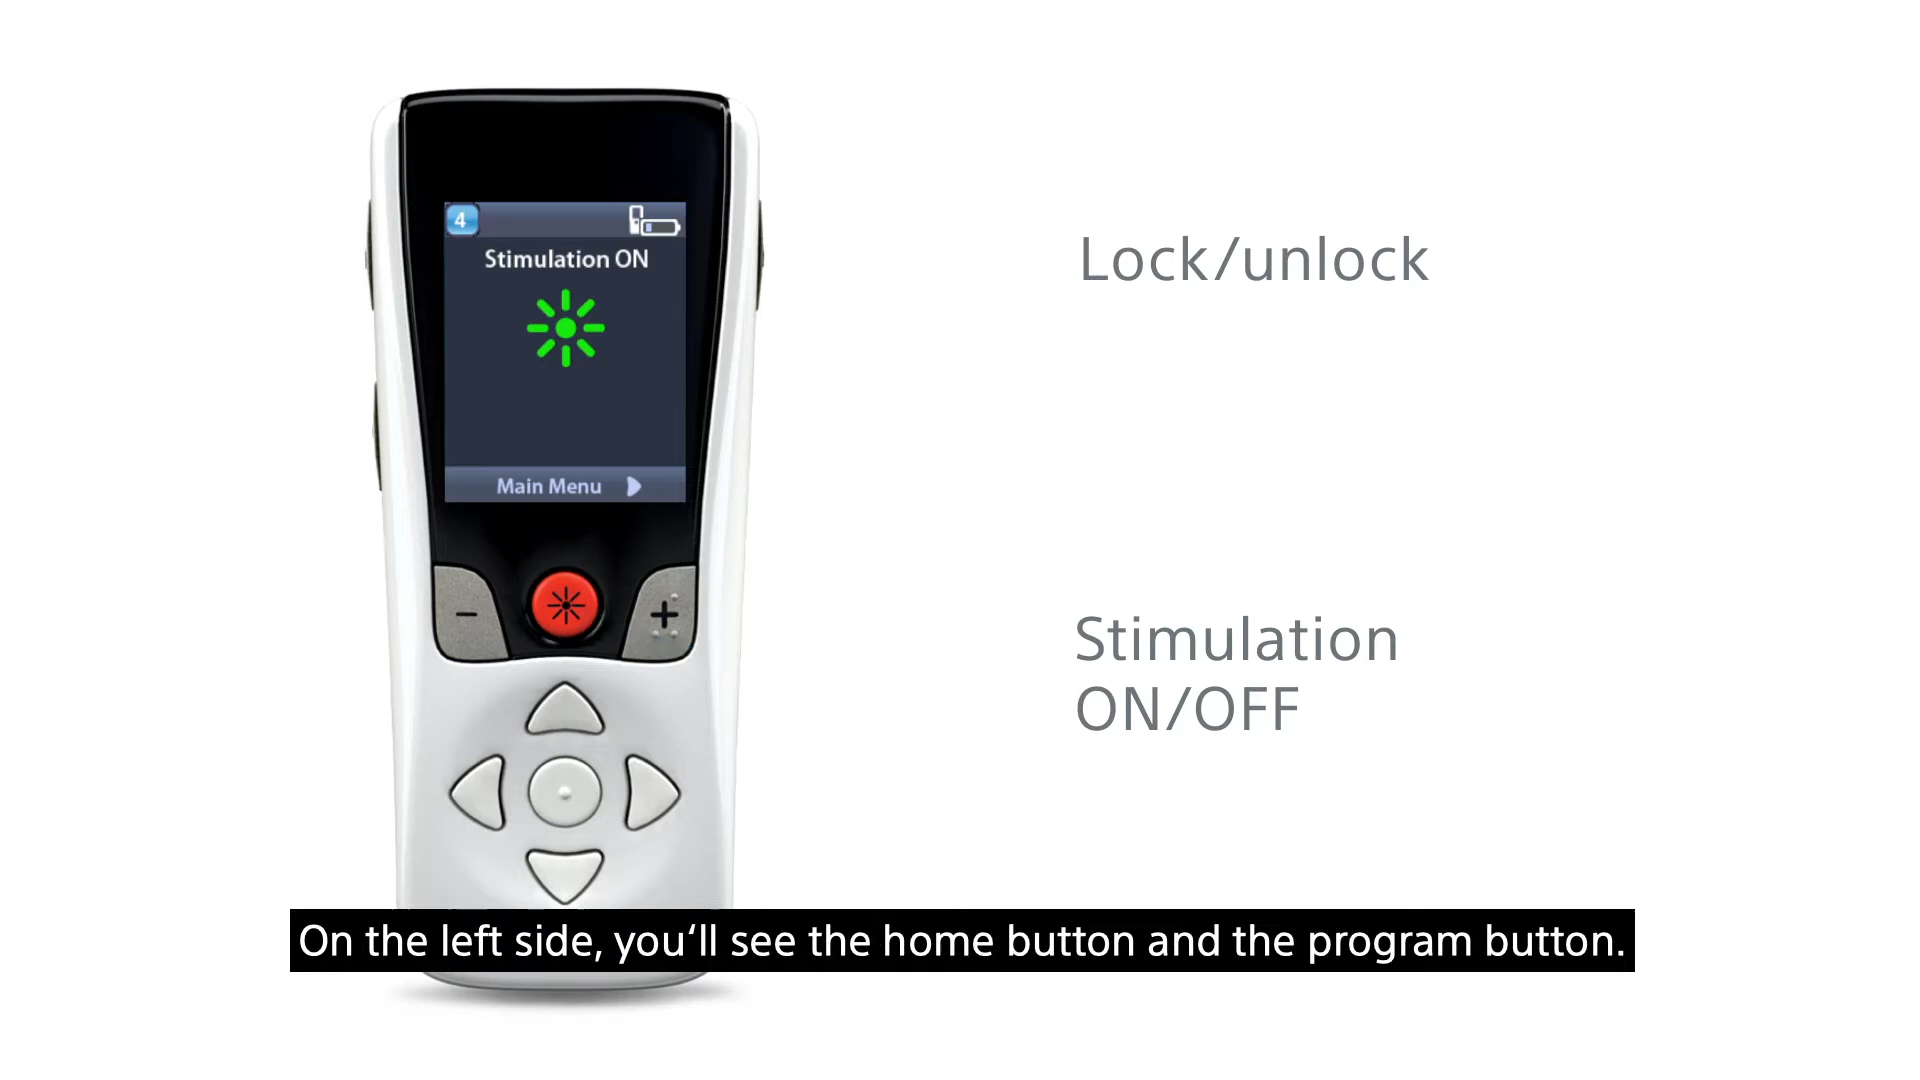 4
Stimulation ON
Main Menu
Lock/unlock
Stimulation
ON/OFF
On the left side, you‘ll see the home button and the program button.